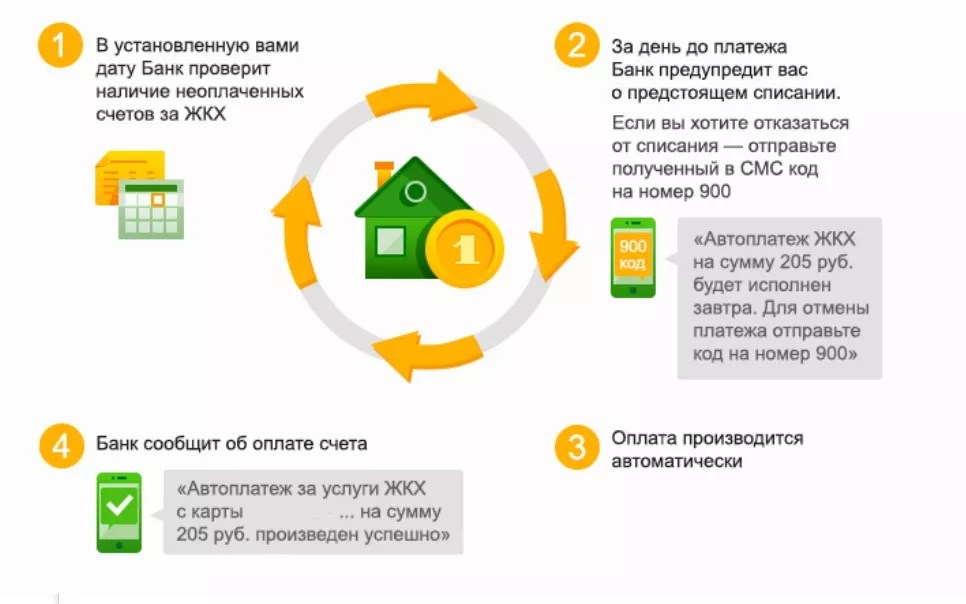 1
В установленную вами
дату Банк проверит
наличие неоплаченных
счетов за ЖКХ
2
За день до платежа
Банк предупредит вас
о предстоящем списании.
Если вы хотите отказаться
от списания — отправьте
полученный в СМС код
на номер 900
900
код
«Автоплатеж ЖКХ
на сумму 205 руб.
будет исполнен
завтра. Для отмены
платежа отправьте
код на номер 900»
1
3
Оплата производится
автоматически
4
Банк сообщит об оплате счета
«Автоплатеж за услуги ЖКХ
с карты ... на сумму
205 руб. произведен успешно»